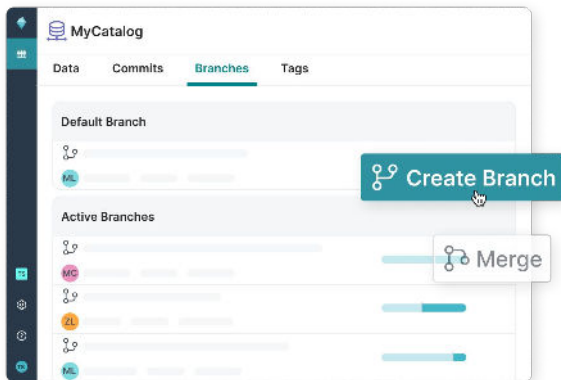 MyCatalog
Data Commits Branches Tags
Default Branch
ML
Create Branch
Active Branches
Merge
MC
ZL
ML